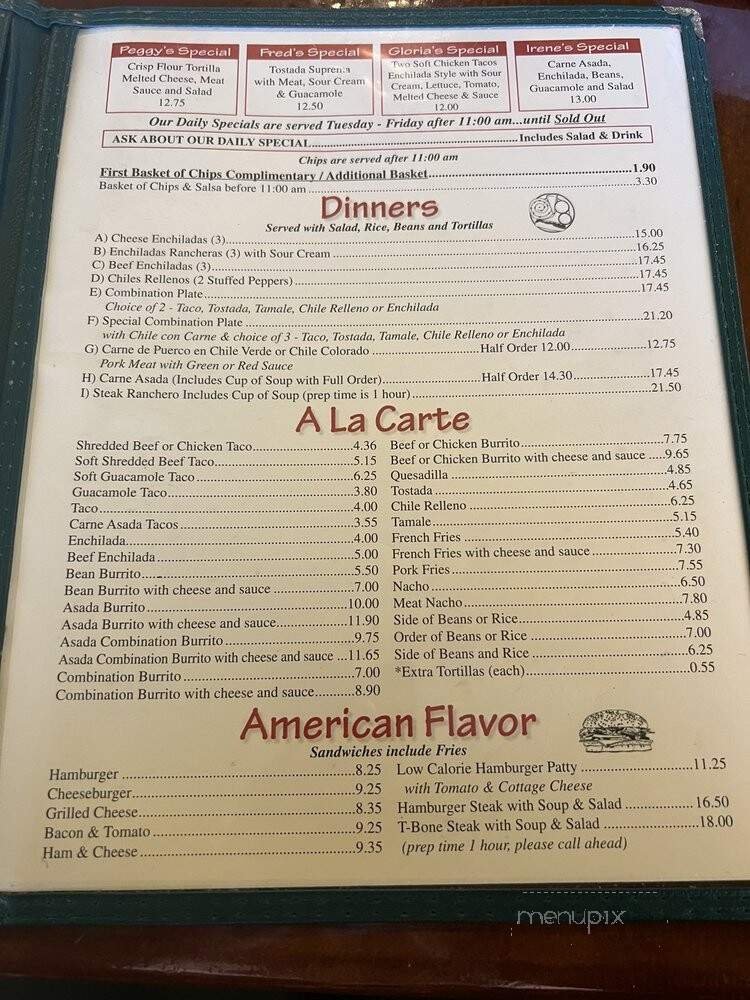 Peggy's Special
Crisp Flour Tortilla
Melted Cheese, Meat
Sauce and Salad
12.75
Fred's Special
Tostada Suprema
with Meat, Sour Cream
& Guacamole
12.50
Gloria's Special
Two Soft Chicken Tacos
Enchilada Style with Sour
Cream, Lettuce, Tomato,
Melted Cheese & Sauce
12.00
Irene's Special
Carne Asada,
Enchilada, Beans,
Guacamole and Salad
13.00
Our Daily Specials are served Tuesday - Friday after 11:00 am...until Sold Out
ASK ABOUT OUR DAILY SPECIAL...Includes Salad & Drink
Chips are served after 11:00 am
First Basket of Chips Complimentary / Additional Basket...1.90
Basket of Chips & Salsa before 11:00 am...3.30
Dinners
Served with Salad, Rice, Beans and Tortillas
A) Cheese Enchiladas (3)...15.00
B) Enchiladas Rancheras (3) with Sour Cream...16.25
C) Beef Enchiladas (3)...17.45
D) Chiles Rellenos (2 Stuffed Peppers)...17.45
E) Combination Plate...17.45
Choice of 2 - Taco, Tostada, Tamale, Chile Relleno or Enchilada
F) Special Combination Plate...21.20
with Chile con Carne & choice of 3 - Taco, Tostada, Tamale, Chile Relleno or Enchilada
G) Carne de Puerco en Chile Verde or Chile Colorado...Half Order 12.00...12.75
Pork Meat with Green or Red Sauce
H) Carne Asada (Includes Cup of Soup with Full Order)...Half Order 14.30...17.45
I) Steak Ranchero Includes Cup of Soup (prep time is 1 hour)...21.50
A La Carte
Shredded Beef or Chicken Taco...4.36
Soft Shredded Beef Taco...5.15
Soft Guacamole Taco...6.25
Guacamole Taco...3.80
Taco...4.00
Carne Asada Tacos...3.55
Enchilada...4.00
Beef Enchilada...5.00
Bean Burrito...5.50
Bean Burrito with cheese and sauce...7.00
Asada Burrito...10.00
Asada Burrito with cheese and sauce...11.90
Asada Combination Burrito...9.75
Asada Combination Burrito with cheese and sauce...11.65
Combination Burrito...7.00
Combination Burrito with cheese and sauce...8.90
Beef or Chicken Burrito...7.75
Beef or Chicken Burrito with cheese and sauce...9.65
Quesadilla...4.85
Tostada...4.65
Chile Relleno...6.25
Tamale...5.15
French Fries...5.40
French Fries with cheese and sauce...7.30
Pork Fries...7.55
Nacho...6.50
Meat Nacho...7.80
Side of Beans or Rice...4.85
Order of Beans or Rice...7.00
Side of Beans and Rice...6.25
*Extra Tortillas (each)...0.55
American Flavor
Sandwiches include Fries
Hamburger...8.25
Cheeseburger...9.25
Grilled Cheese...8.35
Bacon & Tomato...9.25
Ham & Cheese...9.35
Low Calorie Hamburger Patty...11.25
with Tomato & Cottage Cheese
Hamburger Steak with Soup & Salad...16.50
T-Bone Steak with Soup & Salad...18.00
(prep time 1 hour, please call ahead)
menupix